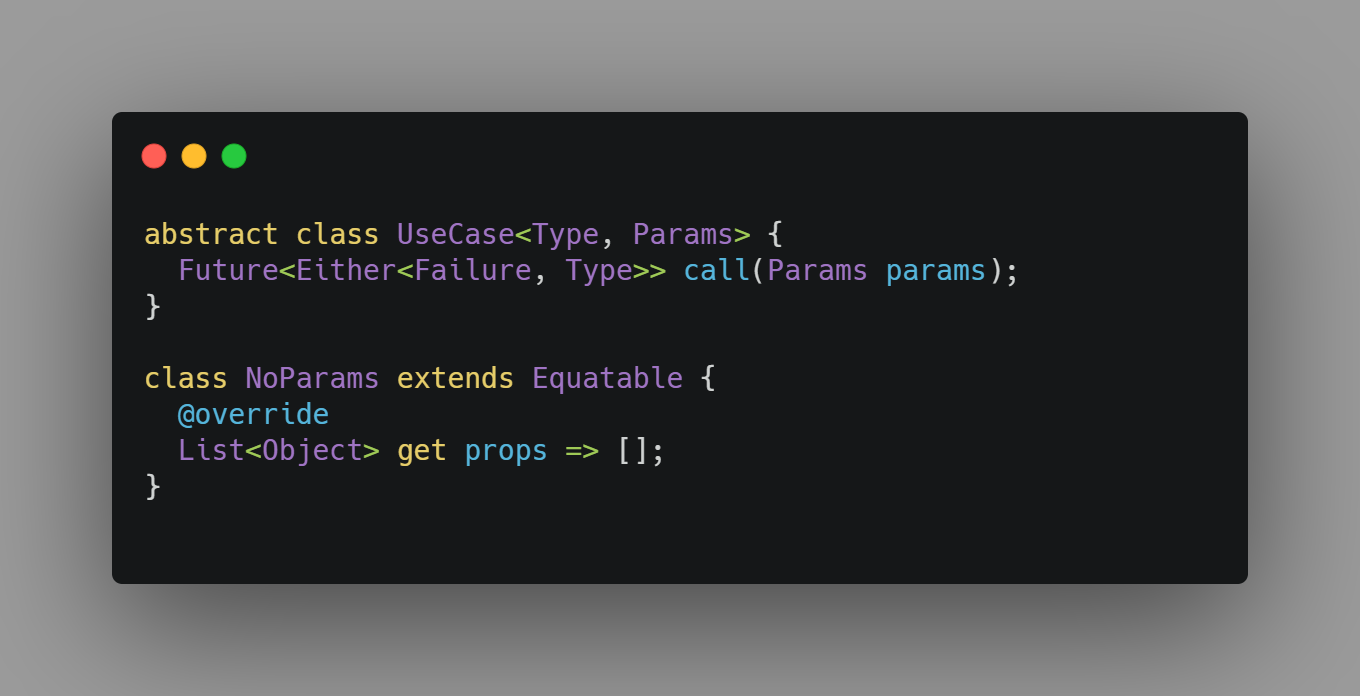 abstract class UseCase<Type, Params> {
  Future<Either<Failure, Type>> call(Params params);
}

class NoParams extends Equatable {
  @override
  List<Object> get props => [];
}